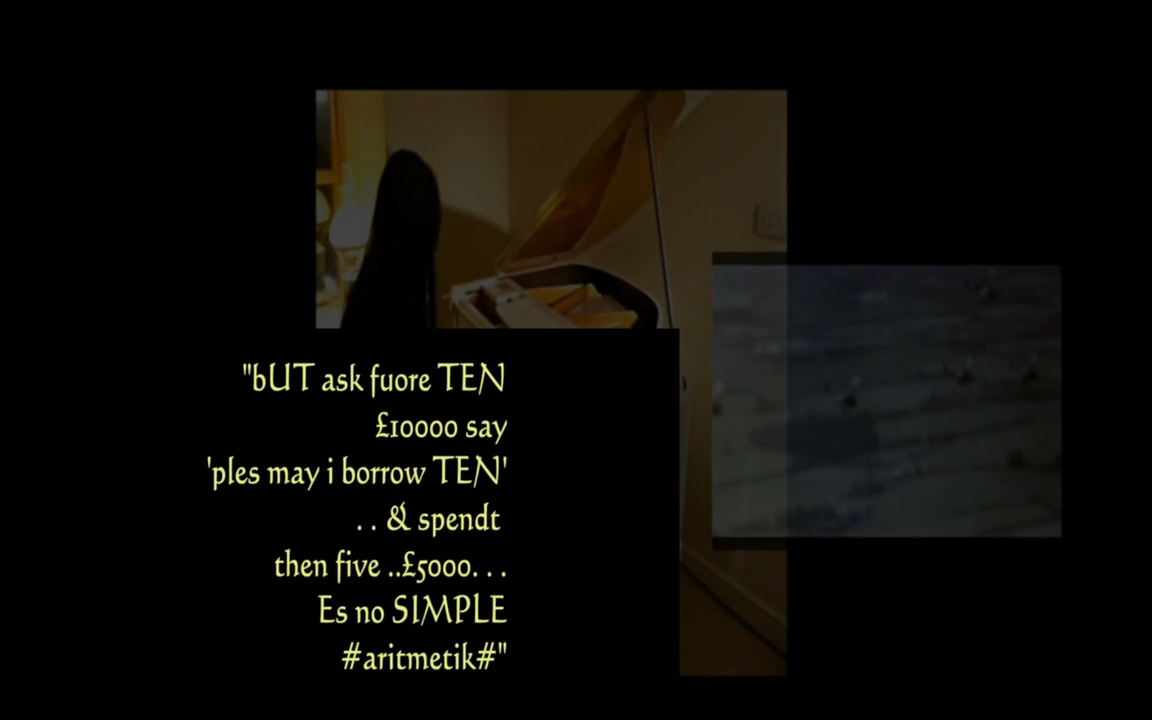 "bUT ask fuore TEN
£10000 say
'ples may i borrow TEN'
. . & spendt
then five ..£5000. . .
Es no SIMPLE
#aritmetik#"